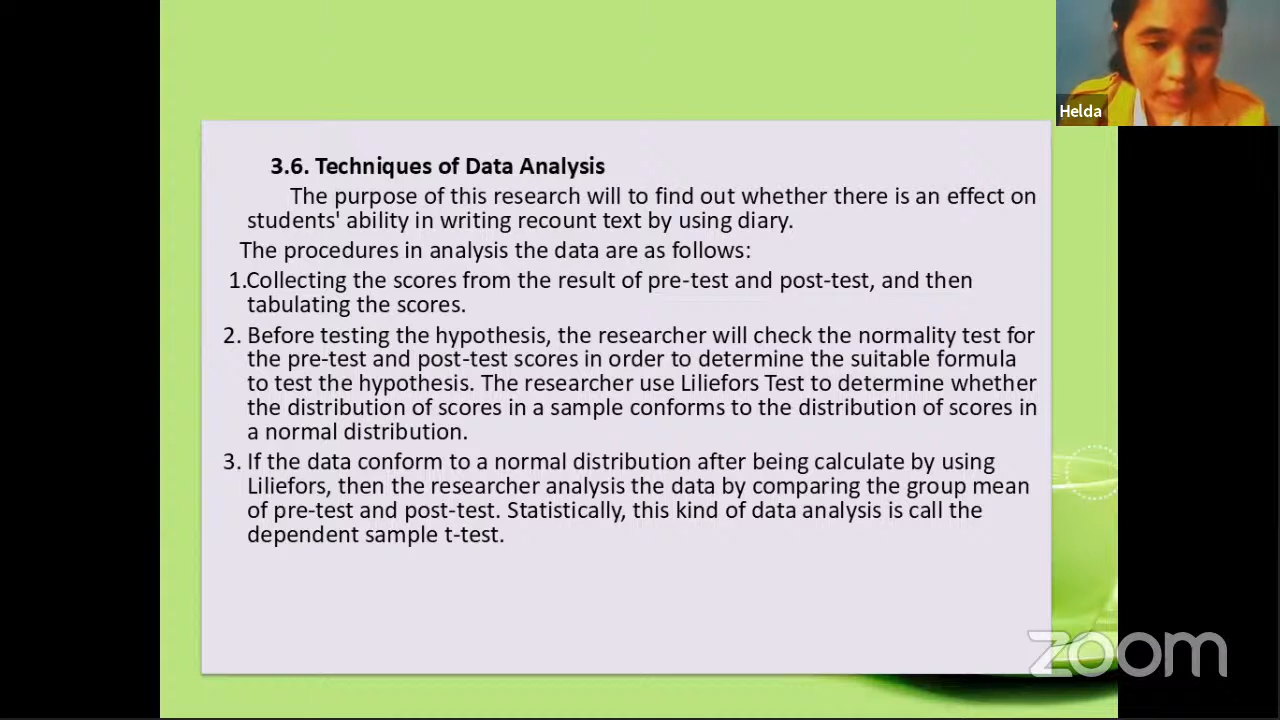 Helda
3.6. Techniques of Data Analysis
The purpose of this research will to find out whether there is an effect on
students' ability in writing recount text by using diary.
The procedures in analysis the data are as follows:
1.Collecting the scores from the result of pre-test and post-test, and then
tabulating the scores.
2. Before testing the hypothesis, the researcher will check the normality test for
the pre-test and post-test scores in order to determine the suitable formula
to test the hypothesis. The researcher use Liliefors Test to determine whether
the distribution of scores in a sample conforms to the distribution of scores in
a normal distribution.
3. If the data conform to a normal distribution after being calculate by using
Liliefors, then the researcher analysis the data by comparing the group mean
of pre-test and post-test. Statistically, this kind of data analysis is call the
dependent sample t-test.
zoom